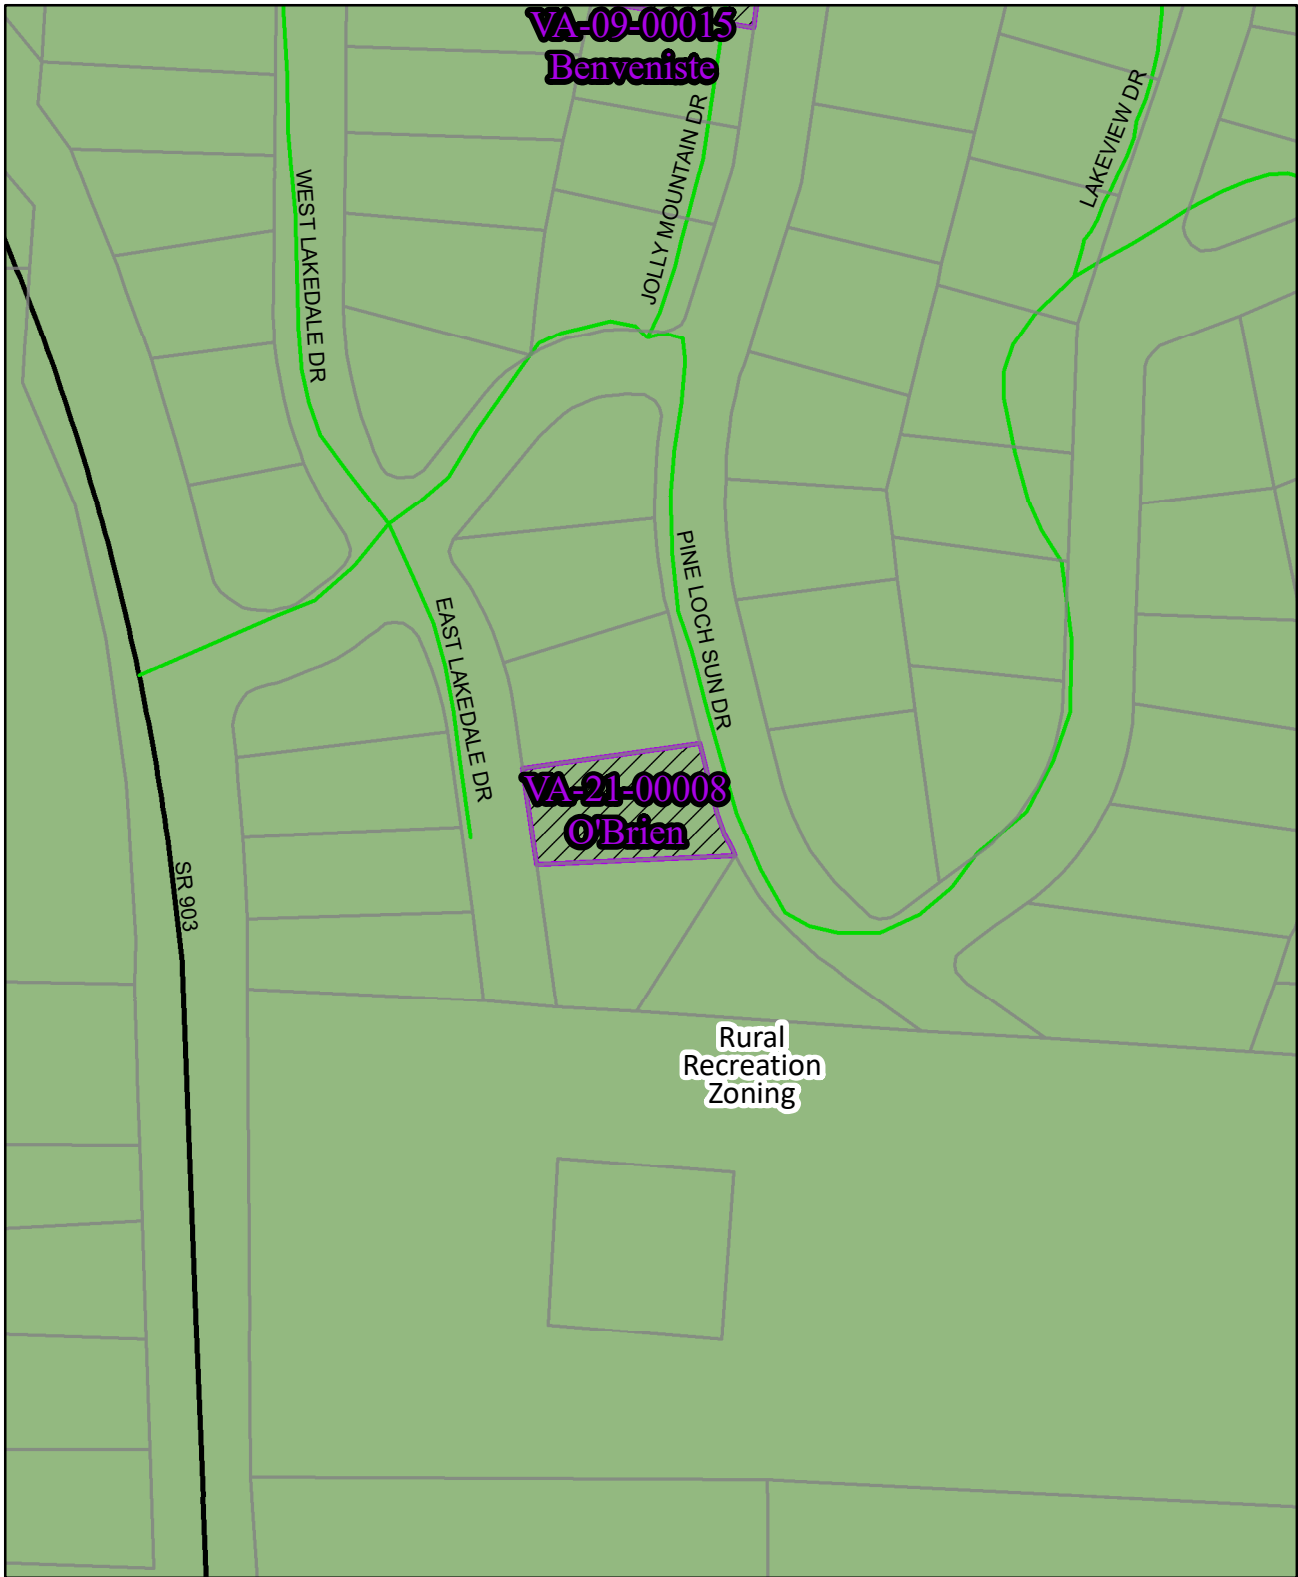 VA-09-00015
Benveniste
JOLLY MOUNTAIN DR
LAKEVIEW DR
WEST LAKEDALE DR
PINE LOCH SUN DR
EAST LAKEDALE DR
VA-21-00008
O'Brien
SR 903
Rural
Recreation
Zoning